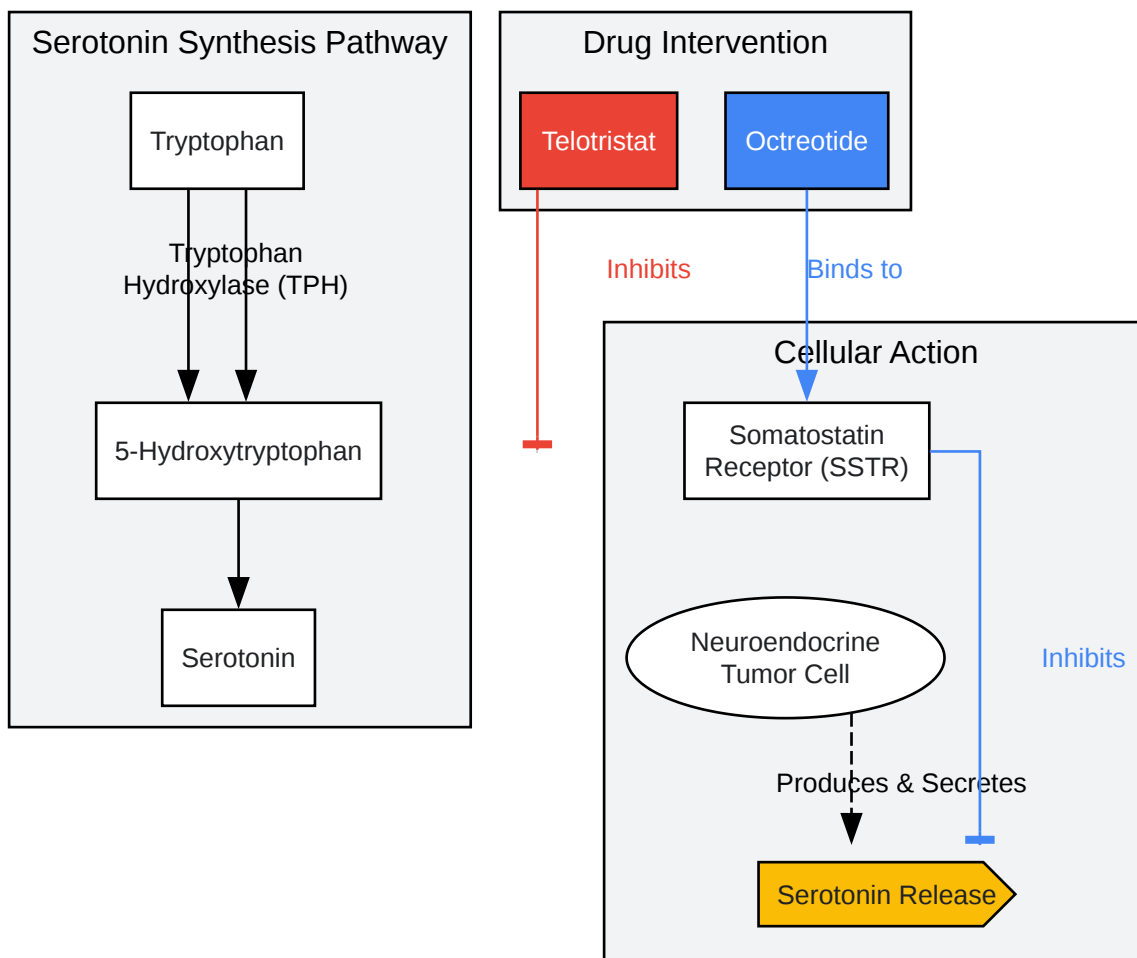 Serotonin Synthesis Pathway
Tryptophan
Tryptophan
Hydroxylase (TPH)
5-Hydroxytryptophan
Serotonin
Drug Intervention
Telotristat
Octreotide
Inhibits
Binds to
Cellular Action
Somatostatin
Receptor (SSTR)
Neuroendocrine
Tumor Cell
Inhibits
Produces & Secretes
Serotonin Release